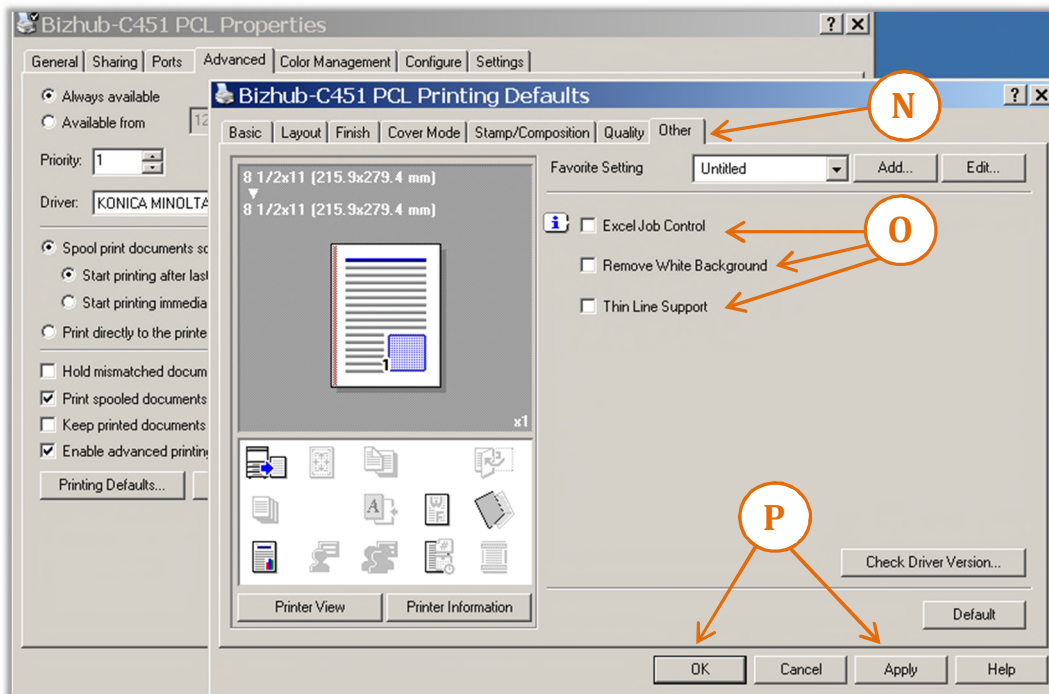 Bizhub-C451 PCL Properties
General Sharing Ports Advanced Color Management Configure Settings
Always available
Available from 12
Priority: 1
Driver: KONICA MINOLTA
Spool print documents so
Start printing after last
Start printing immedia
Print directly to the printe
Hold mismatched docum
Print spooled documents
Keep printed documents
Enable advanced printing
Printing Defaults...
Bizhub-C451 PCL Printing Defaults
N
Basic Layout Finish Cover Mode Stamp/Composition Quality Other
8 1/2x11 (215.9x279.4 mm)
8 1/2x11 (215.9x279.4 mm)
1
x1
Printer View Printer Information
Favorite Setting Untitled Add... Edit...
Excel Job Control
O
Remove White Background
Thin Line Support
P
Check Driver Version...
Default
OK Cancel Apply Help